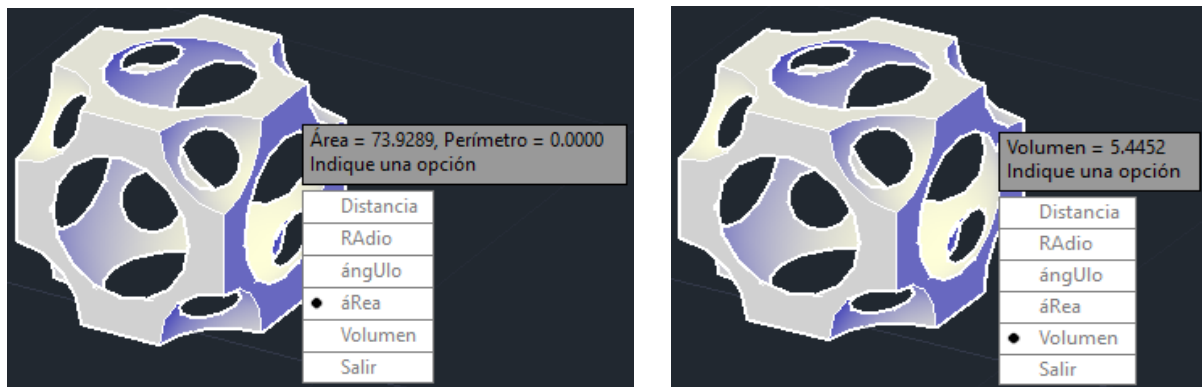 Área = 73.9289, Perímetro = 0.0000
Indique una opción
Distancia
RAdio
ángUlo
áRea
Volumen
Salir
Volumen = 5.4452
Indique una opción
Distancia
RAdio
ángUlo
áRea
Volumen
Salir